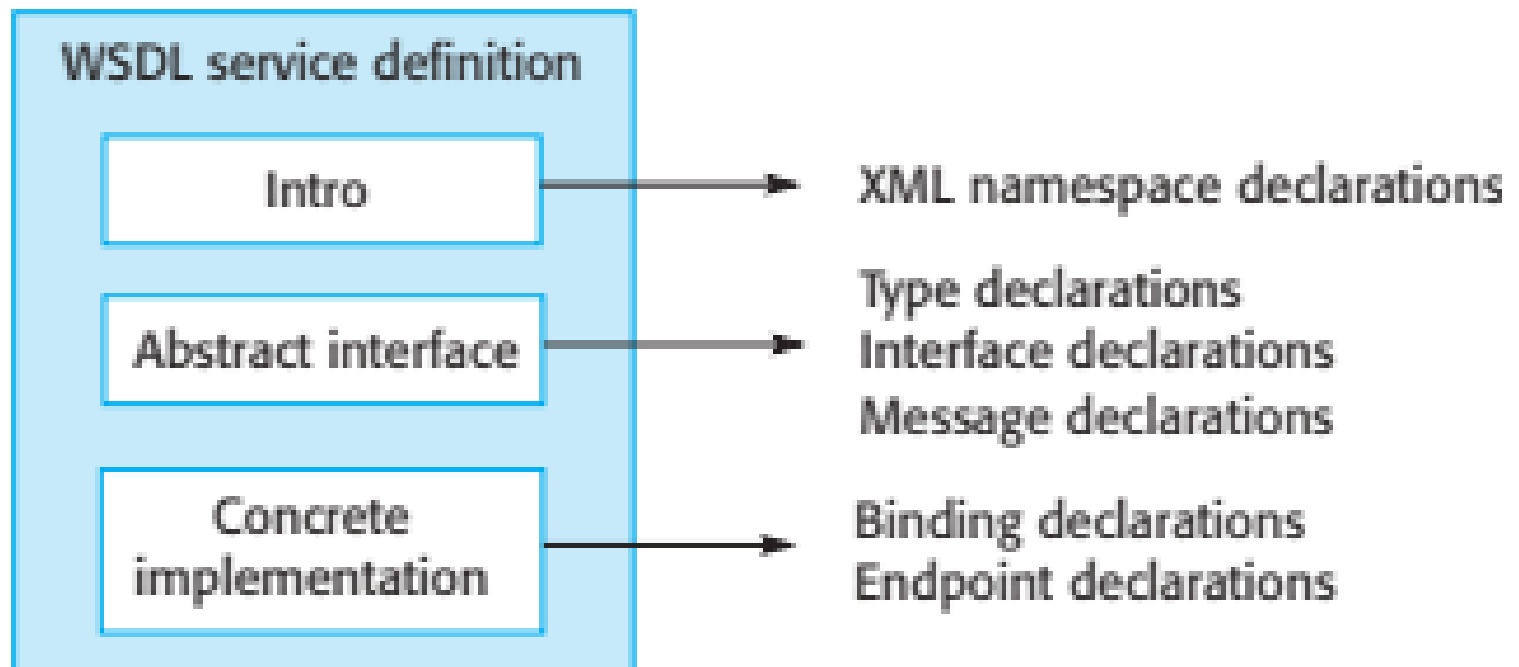 WSDL service definition
Intro
XML namespace declarations
Abstract interface
Type declarations
Interface declarations
Message declarations
Concrete
implementation
Binding declarations
Endpoint declarations